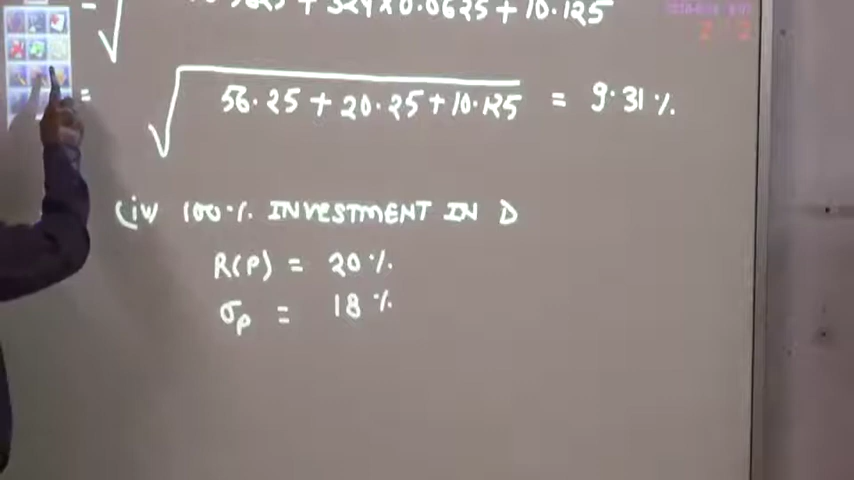 + 324 x 0.0625 + 10.125
= √56.25 + 20.25 + 10.125 = 9.31 %
(iv) 100 %. INVESTMENT IN D
R(P) = 20 %.
σp = 18 %